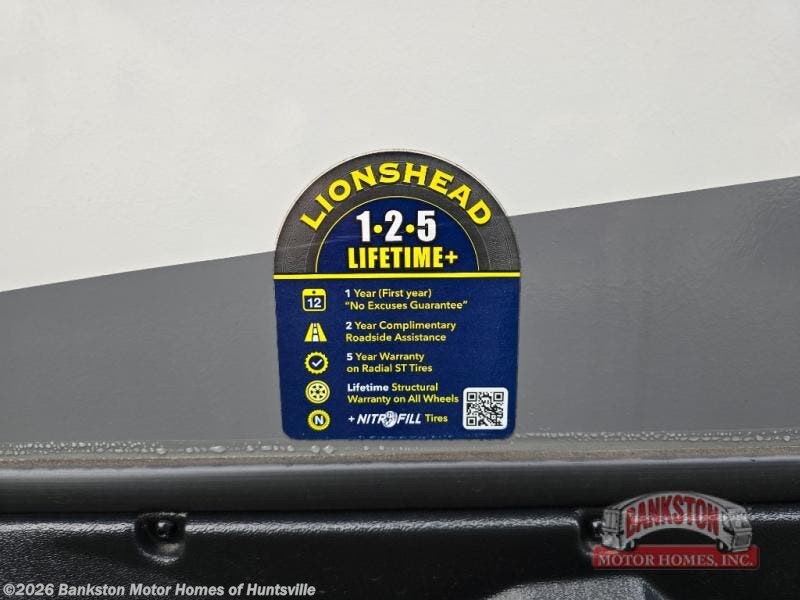 LIONSHEAD
1•2•5
LIFETIME+
12
1 Year (First year)
"No Excuses Guarantee"
2 Year Complimentary
Roadside Assistance
5 Year Warranty
on Radial ST Tires
Lifetime Structural
Warranty on All Wheels
N
+ NITROFILL Tires
BANKSTON
MOTOR HOMES, INC.
©2026 Bankston Motor Homes of Huntsville